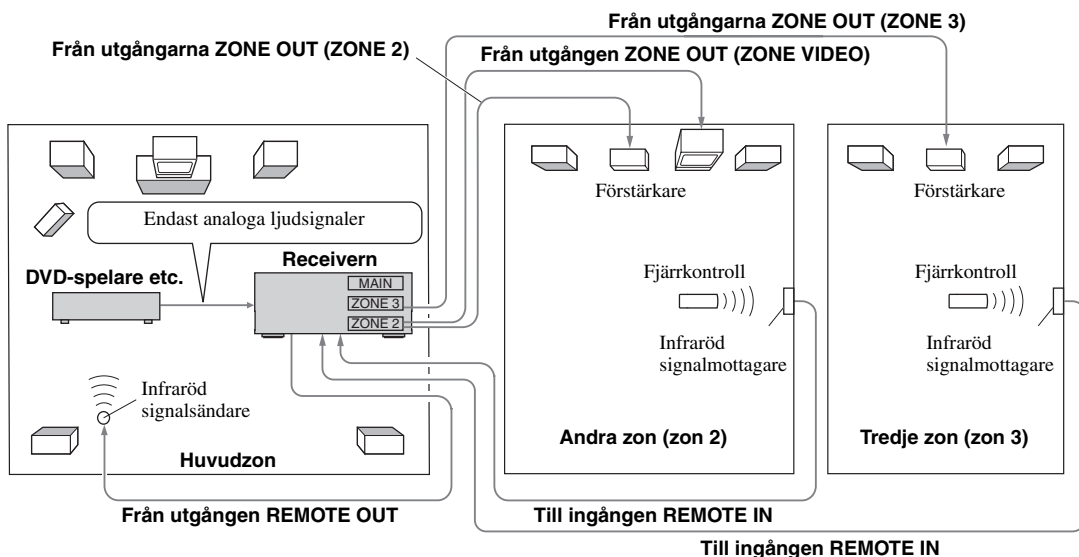 Från utgångarna ZONE OUT (ZONE 3)
Från utgångarna ZONE OUT (ZONE 2)
Från utgången ZONE OUT (ZONE VIDEO)
Endast analoga ljudsignaler
DVD-spelare etc.
Receivern
MAIN
ZONE 3
ZONE 2
Infraröd
signalsändare
Huvudzon
Förstärkare
Fjärrkontroll
Infraröd
signalmottagare
Andra zon (zon 2)
Förstärkare
Fjärrkontroll
Infraröd
signalmottagare
Tredje zon (zon 3)
Från utgången REMOTE OUT
Till ingången REMOTE IN
Till ingången REMOTE IN